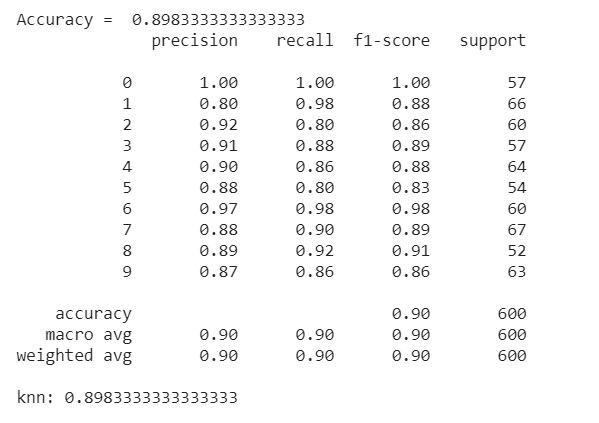 Accuracy =  0.8983333333333333
precision    recall  f1-score   support
0       1.00      1.00      1.00        57
1       0.80      0.98      0.88        66
2       0.92      0.80      0.86        60
3       0.91      0.88      0.89        57
4       0.90      0.86      0.88        64
5       0.88      0.80      0.83        54
6       0.97      0.98      0.98        60
7       0.88      0.90      0.89        67
8       0.89      0.92      0.91        52
9       0.87      0.86      0.86        63
accuracy                           0.90       600
macro avg       0.90      0.90      0.90       600
weighted avg       0.90      0.90      0.90       600
knn: 0.8983333333333333